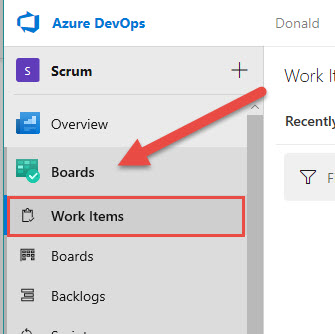 Azure DevOps
Donald
S Scrum
Work It
Overview
Recently
Boards
F
Work Items
Boards
Backlogs